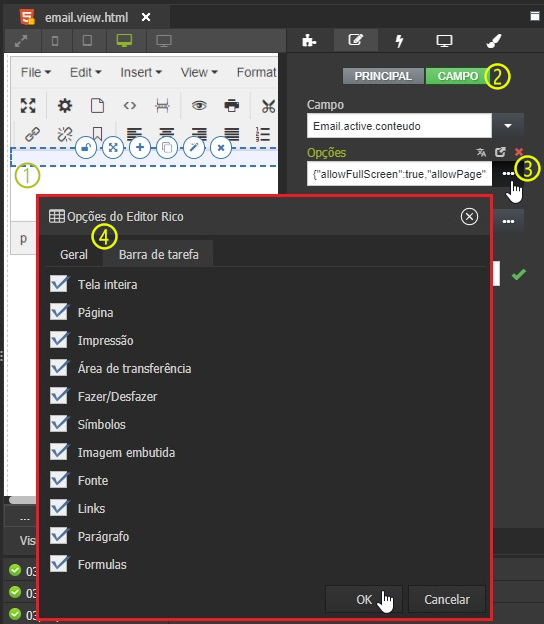 email.view.html
File Edit Insert View Format
PRINCIPAL CAMPO 2
Campo
Email.active.conteudo
Opções
{"allowFullScreen":true,"allowPage"
3
1
p
Opções do Editor Rico
4
Geral Barra de tarefa
Tela inteira
Página
Impressão
Área de transferência
Fazer/Desfazer
Símbolos
Imagem embutida
Fonte
Links
Parágrafo
Formulas
OK Cancelar
...
Vis
03
03
03